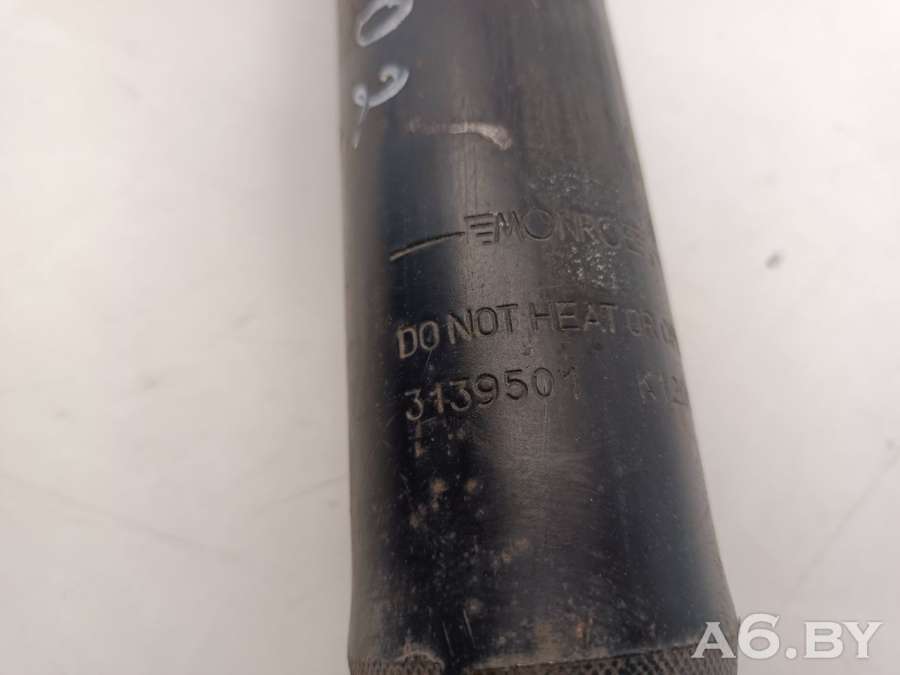 MONROE
DO NOT HEAT OR
3139501
A6.BY